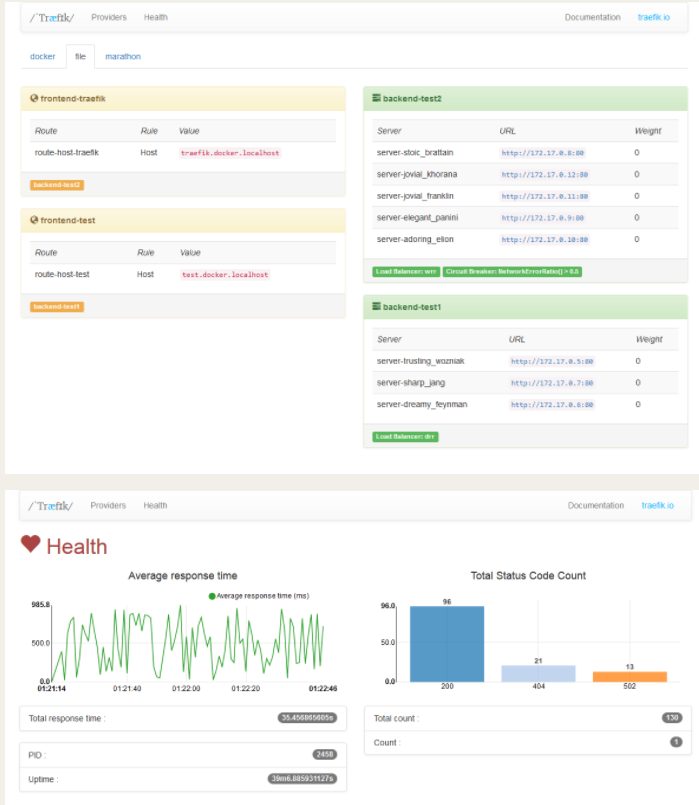 /ˈTræfɪk/ Providers Health Documentation traefik.io
docker file marathon
frontend-traefik
Route Rule Value
route-host-traefik Host traefik.docker.localhost
backend-test2
frontend-test
Route Rule Value
route-host-test Host test.docker.localhost
backend-test1
backend-test2
Server URL Weight
server-stoic_brattain http://172.17.0.8:80 0
server-jovial_khorana http://172.17.0.12:80 0
server-jovial_franklin http://172.17.0.11:80 0
server-elegant_panini http://172.17.0.9:80 0
server-adoring_elion http://172.17.0.10:80 0
Load Balancer: wrr Circuit Breaker: NetworkErrorRatio() > 0.5
backend-test1
Server URL Weight
server-trusting_wozniak http://172.17.0.5:80 0
server-sharp_jang http://172.17.0.7:80 0
server-dreamy_feynman http://172.17.0.6:80 0
Load Balancer: drr
/ˈTræfɪk/ Providers Health Documentation traefik.io
Health
Average response time
Average response time (ms)
985.8
500.0
0.0
01:21:14 01:21:40 01:22:00 01:22:20 01:22:46
Total response time : 35.456865605s
PID : 2458
Uptime : 39m6.885931127s
Total Status Code Count
96.0
50.0
0.0
96
21
13
200 404 502
Total count : 130
Count : 1